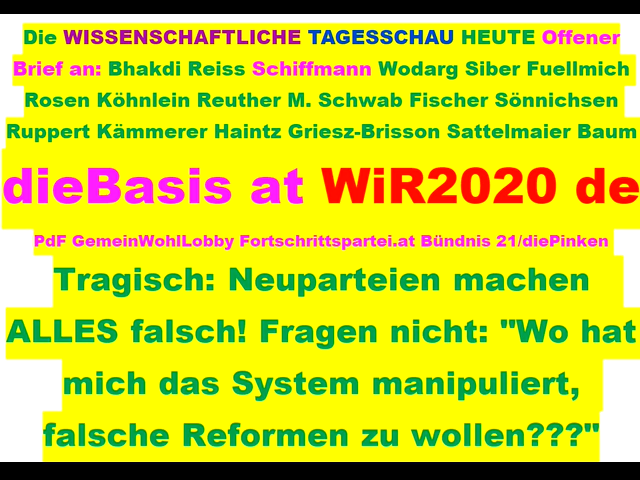 Die WISSENSCHAFTLICHE TAGESSCHAU HEUTE Offener
Brief an: Bhakdi Reiss Schiffmann Wodarg Siber Fuellmich
Rosen Köhnlein Reuther M. Schwab Fischer Sönnichsen
Ruppert Kämmerer Haintz Griesz-Brisson Sattelmaier Baum
dieBasis at WiR2020 de
PdF GemeinWohlLobby Fortschrittspartei.at Bündnis 21/diePinken
Tragisch: Neuparteien machen
ALLES falsch! Fragen nicht: "Wo hat
mich das System manipuliert,
falsche Reformen zu wollen???"